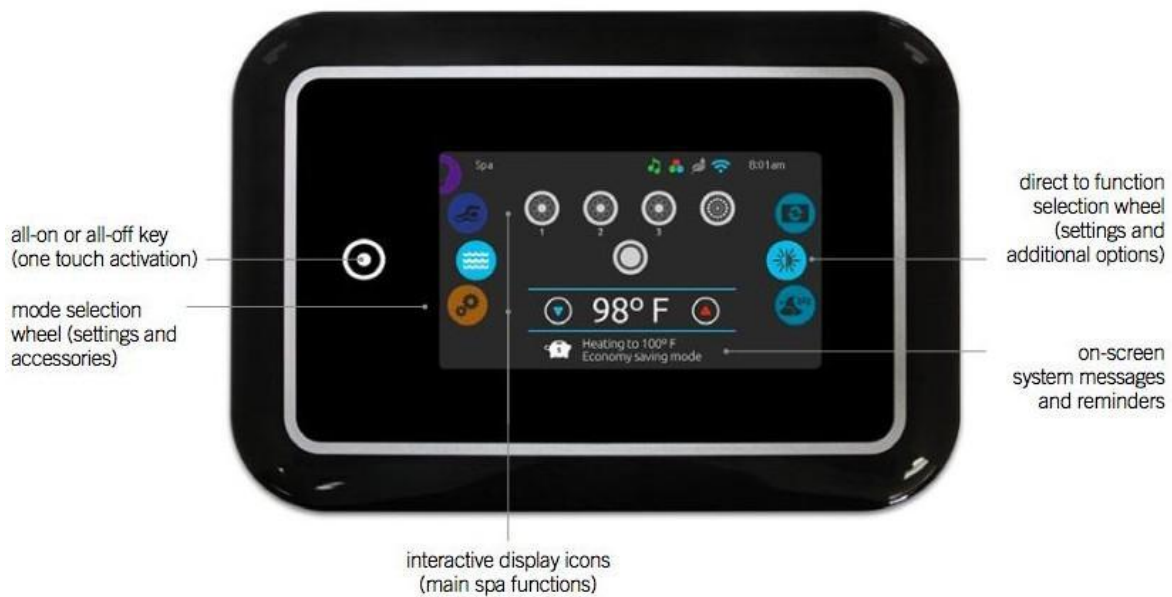 Spa
8:01am
1
2
3
98° F
Heating to 100° F
1
Economy saving mode
all-on or all-off key
(one touch activation)
mode selection
wheel (settings and
accessories)
direct to function
selection wheel
(settings and
additional options)
on-screen
system messages
and reminders
interactive display icons
(main spa functions)